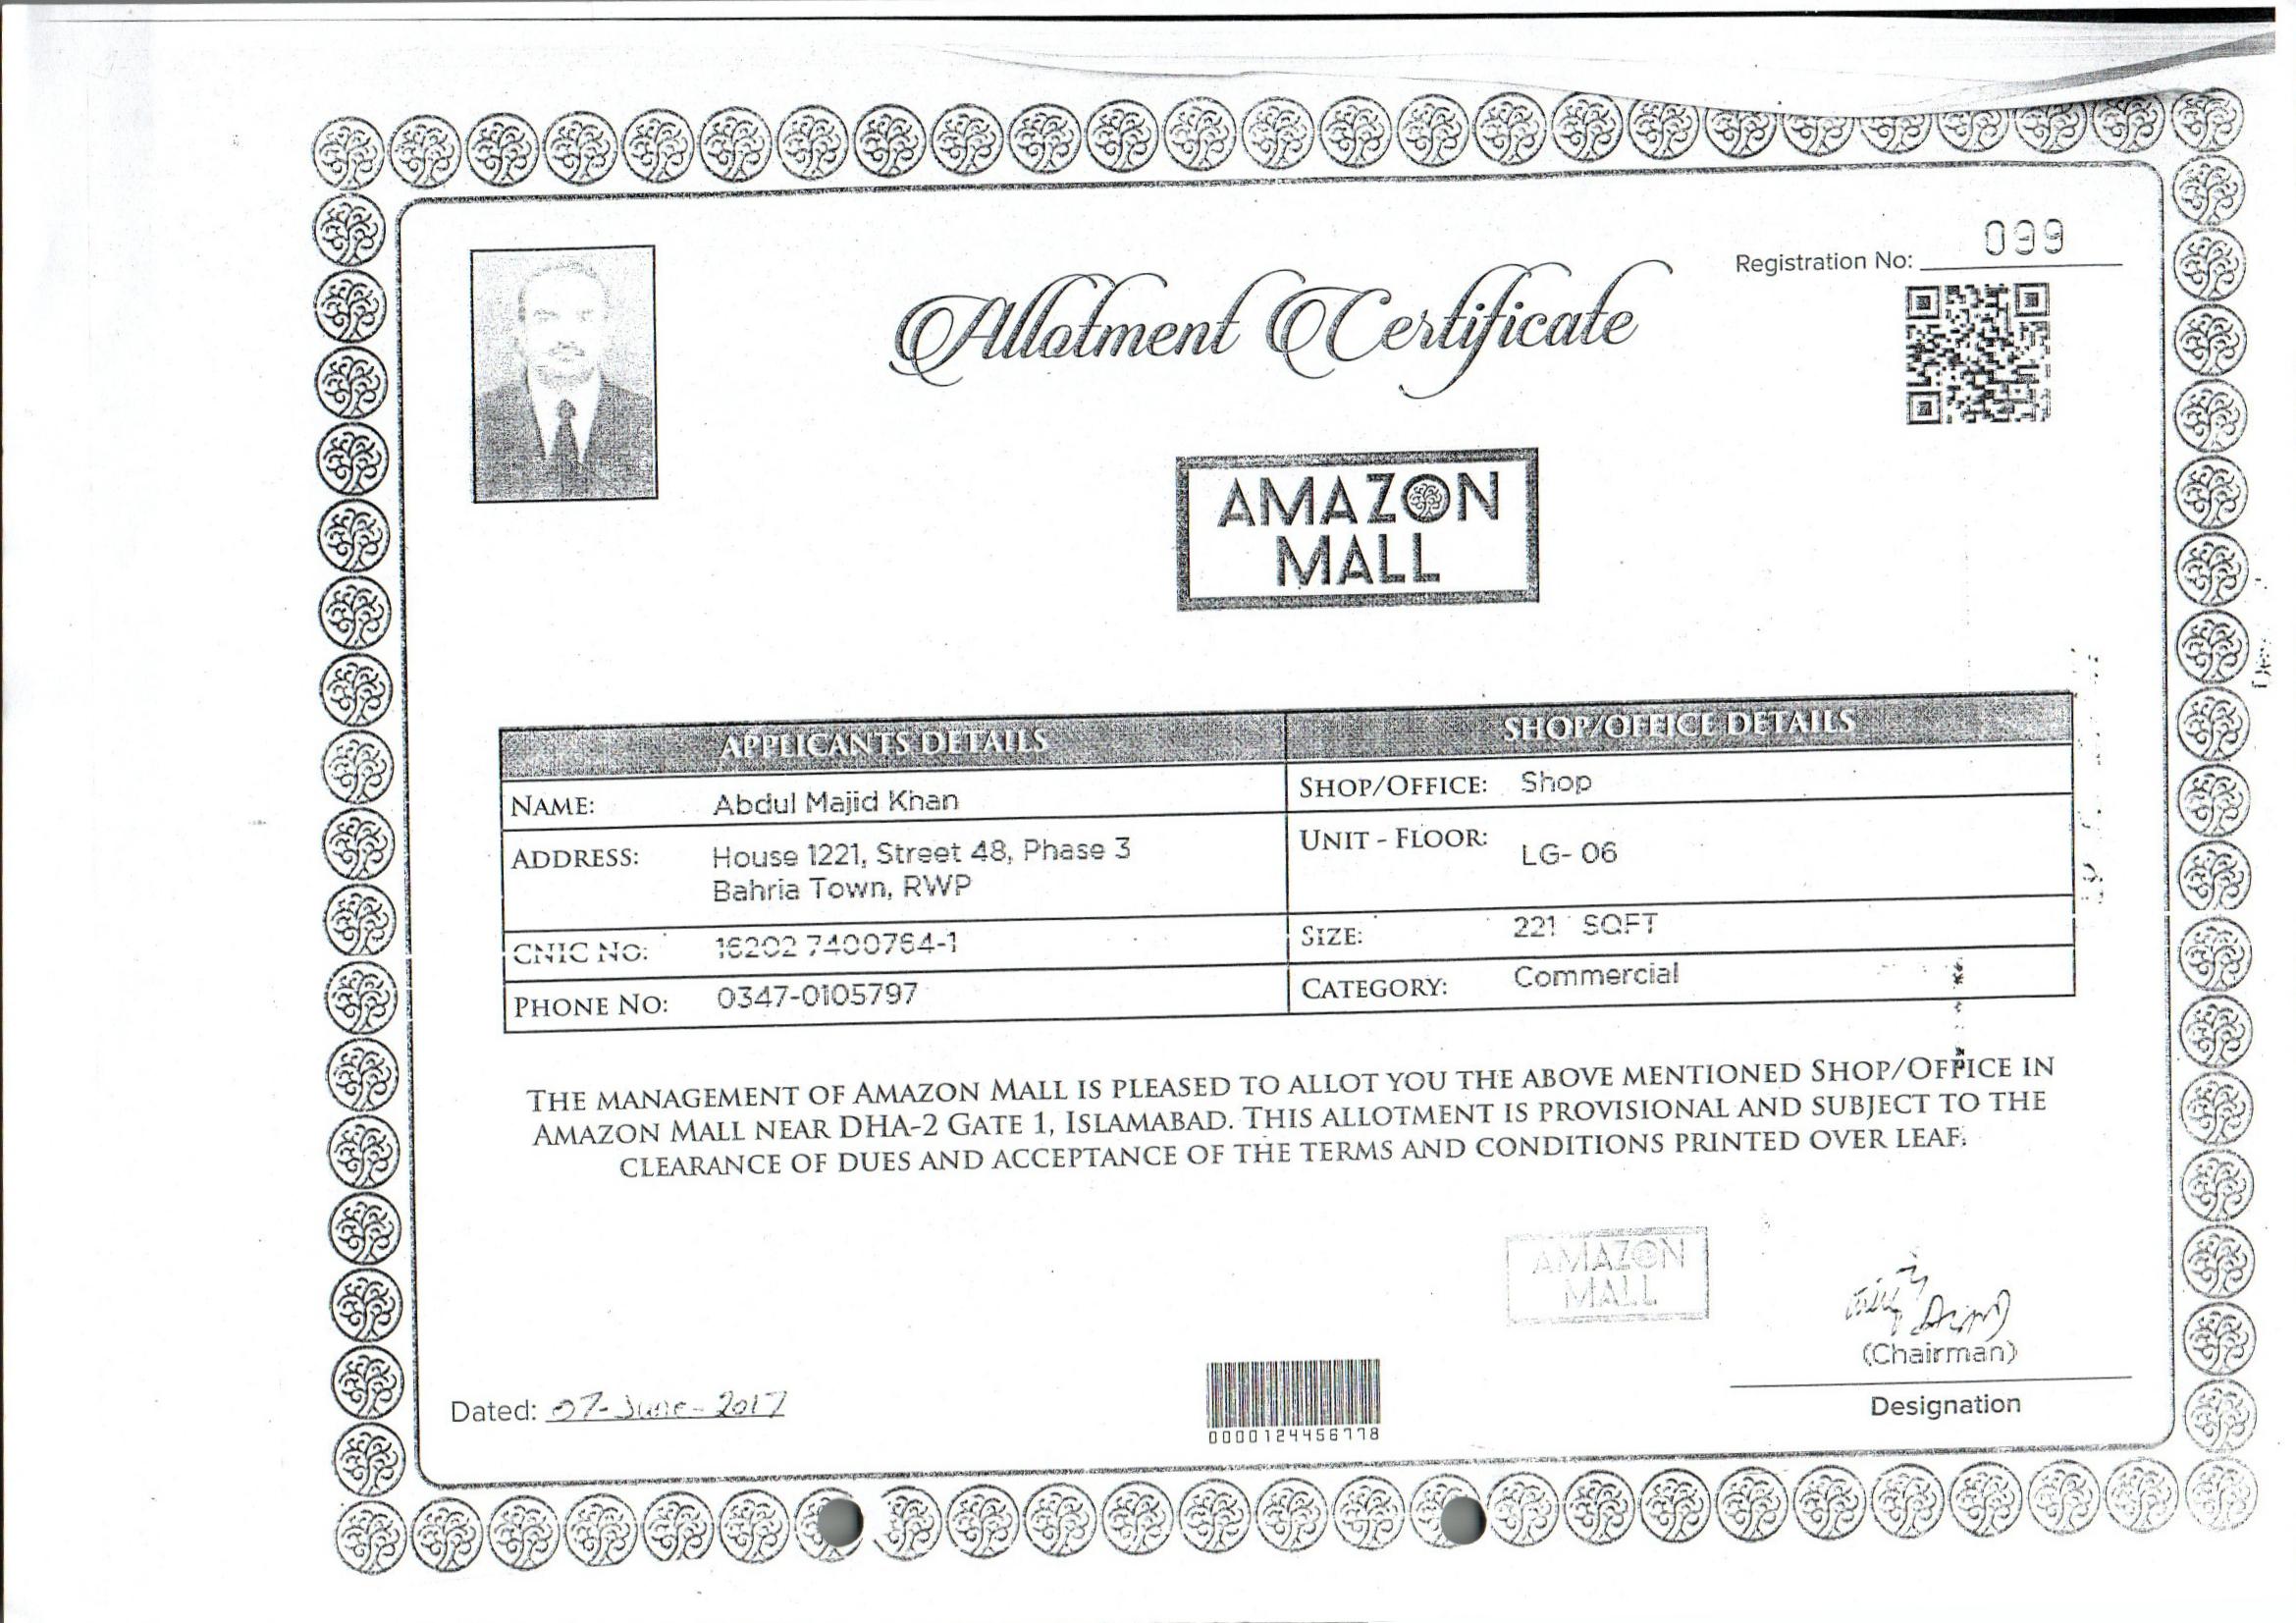 Registration No: 099
Allotment Certificate
AMAZON
MALL
APPLICANTS DETAILS
SHOP/OFFICE DETAILS
NAME: Abdul Majid Khan
SHOP/OFFICE: Shop
ADDRESS: House 1221, Street 48, Phase 3
Bahria Town, RWP
UNIT - FLOOR: LG- 06
CNIC NO: 16202 7400764-1
SIZE: 221 SQFT
PHONE NO: 0347-0105797
CATEGORY: Commercial
THE MANAGEMENT OF AMAZON MALL IS PLEASED TO ALLOT YOU THE ABOVE MENTIONED SHOP/OFFICE IN
AMAZON MALL NEAR DHA-2 GATE 1, ISLAMABAD. THIS ALLOTMENT IS PROVISIONAL AND SUBJECT TO THE
CLEARANCE OF DUES AND ACCEPTANCE OF THE TERMS AND CONDITIONS PRINTED OVER LEAF.
AMAZON
MALL
(Chairman)
Designation
Dated: 07-June-2017